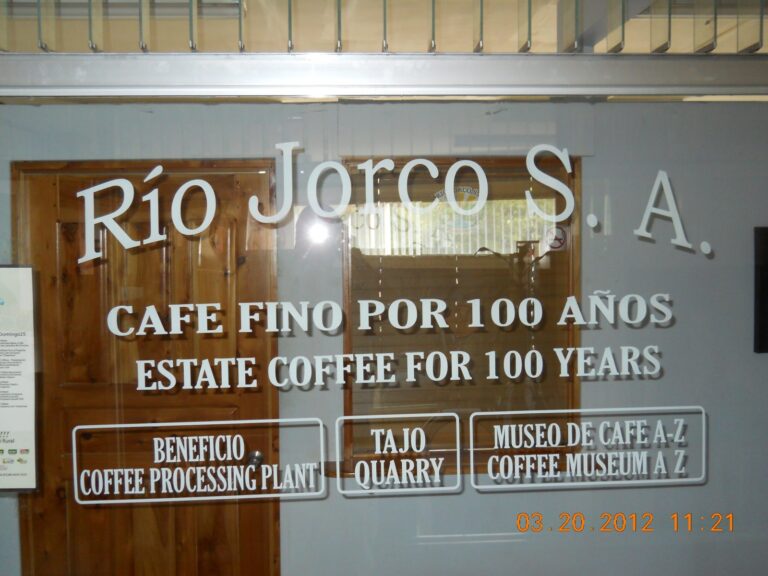 Río Jorco S. A.
CAFE FINO POR 100 AÑOS
ESTATE COFFEE FOR 100 YEARS
BENEFICIO
COFFEE PROCESSING PLANT
TAJO
QUARRY
MUSEO DE CAFE A-Z
COFFEE MUSEUM A Z
03.20.2012 11:21